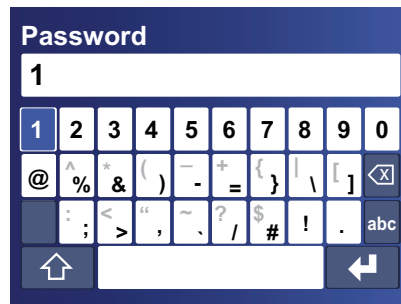 Password
1
1 2 3 4 5 6 7 8 9 0
@ ^ % * & ( ) _ - + = { } | \ [ ]
: ; < > “ , ~ ` ? / $ # ! . abc